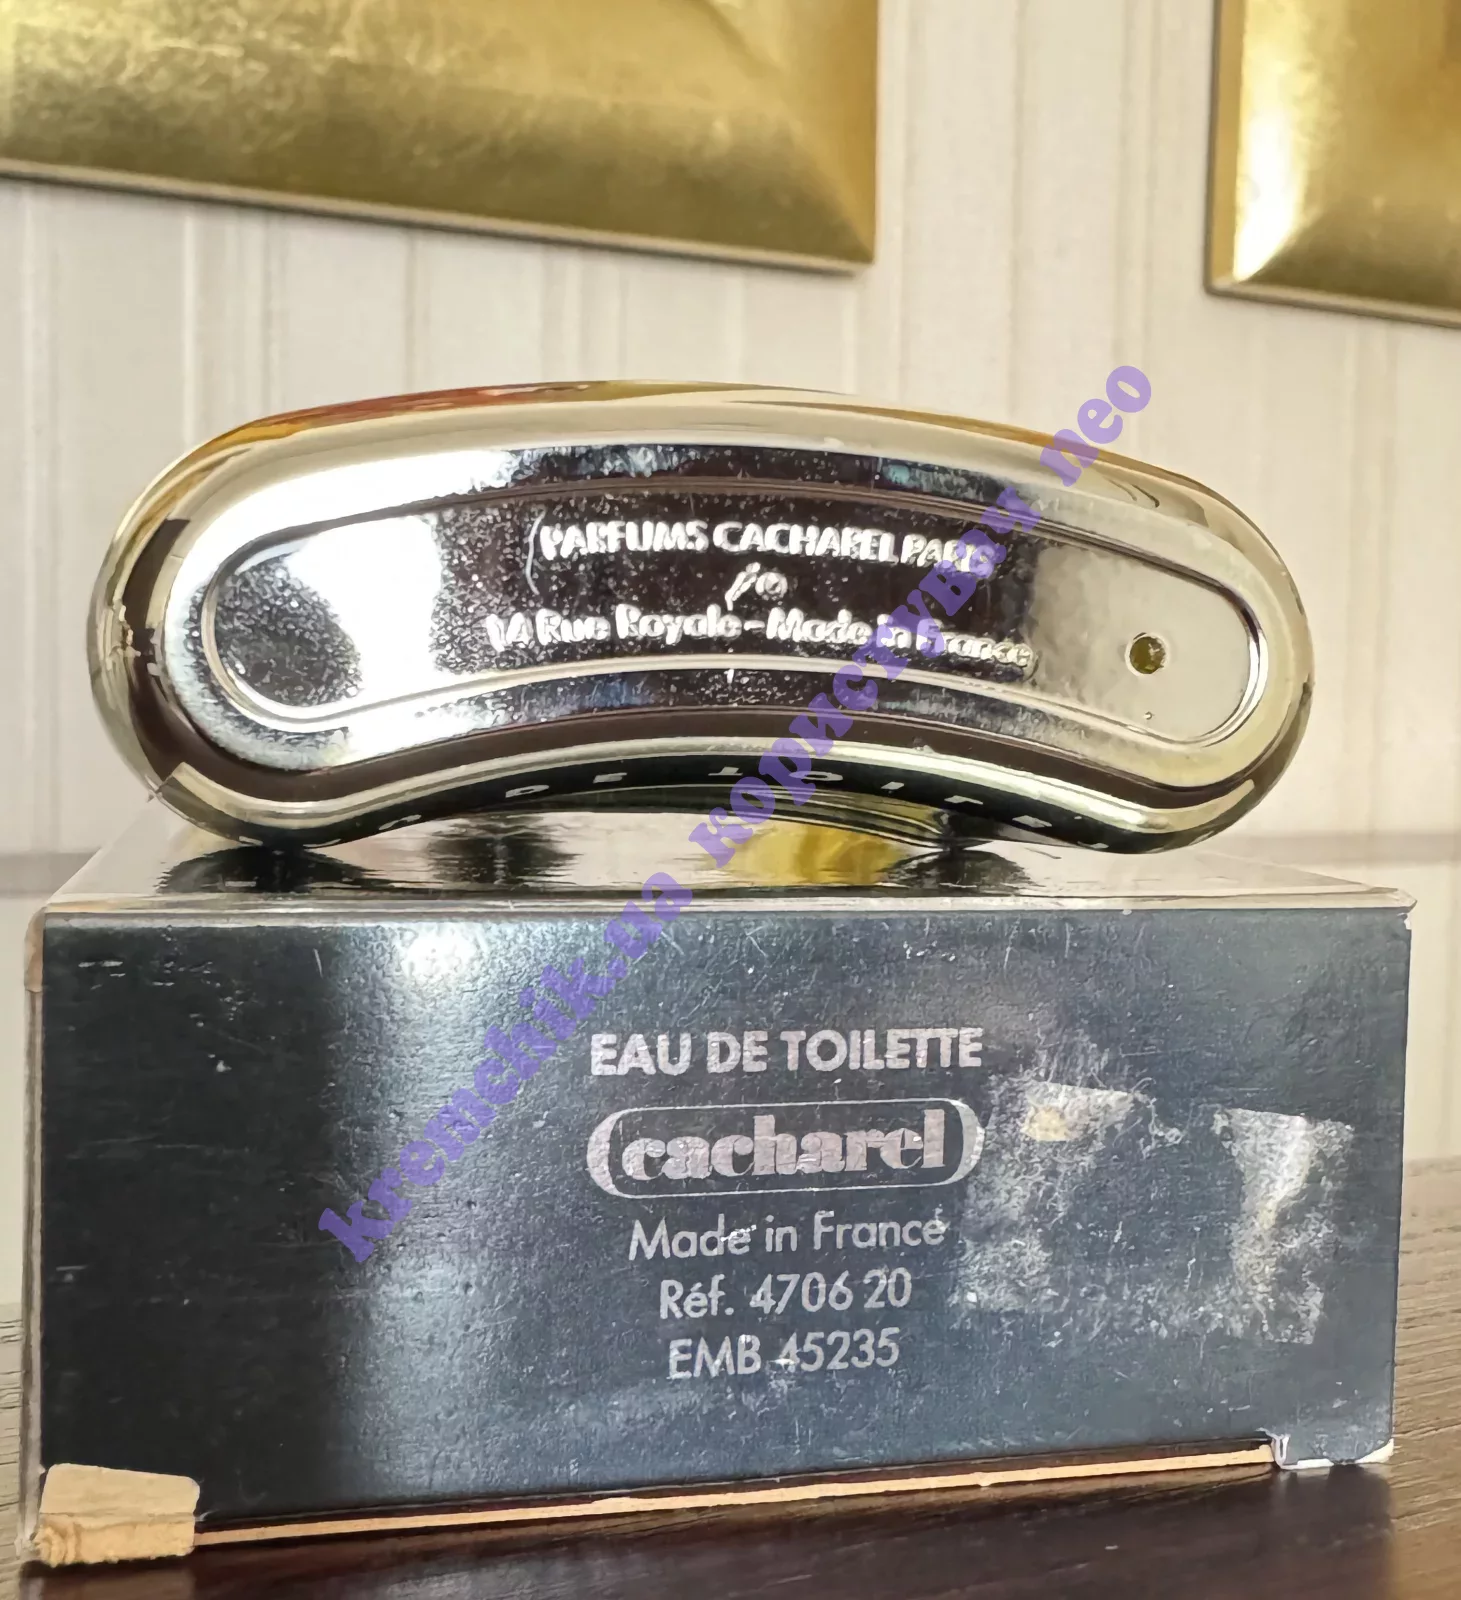 PARFUMS CACHAREL PARIS
14 Rue Royale - Made in France
EAU DE TOILETTE
cacharel
Made in France
Réf. 4706 20
EMB 45235
kremchik.ua користувач neo